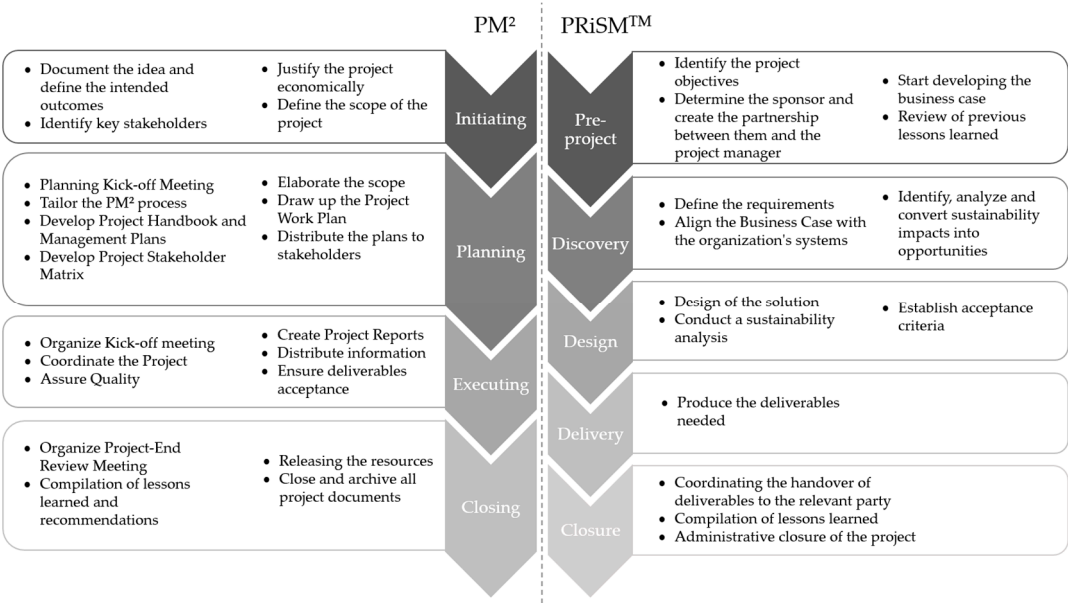 PM²
PRiSM™
• Document the idea and
define the intended
outcomes
• Identify key stakeholders
• Justify the project
economically
• Define the scope of the
project
Initiating
Pre-
project
• Identify the project
objectives
• Determine the sponsor and
create the partnership
between them and the
project manager
• Start developing the
business case
• Review of previous
lessons learned
• Planning Kick-off Meeting
• Tailor the PM² process
• Develop Project Handbook and
Management Plans
• Develop Project Stakeholder
Matrix
• Elaborate the scope
• Draw up the Project
Work Plan
• Distribute the plans to
stakeholders
Planning
Discovery
• Define the requirements
• Align the Business Case with
the organization's systems
• Identify, analyze and
convert sustainability
impacts into
opportunities
Design
• Design of the solution
• Conduct a sustainability
analysis
• Establish acceptance
criteria
• Organize Kick-off meeting
• Coordinate the Project
• Assure Quality
• Create Project Reports
• Distribute information
• Ensure deliverables
acceptance
Executing
Delivery
• Produce the deliverables
needed
• Organize Project-End
Review Meeting
• Compilation of lessons
learned and
recommendations
• Releasing the resources
• Close and archive all
project documents
Closing
Closure
• Coordinating the handover of
deliverables to the relevant party
• Compilation of lessons learned
• Administrative closure of the project